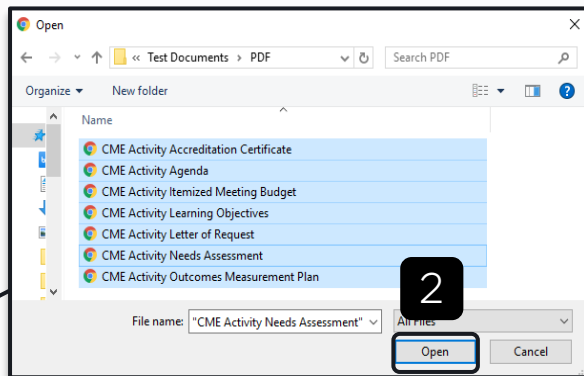 Open
« Test Documents > PDF
Search PDF
Organize
New folder
Name
CME Activity Accreditation Certificate
CME Activity Agenda
CME Activity Itemized Meeting Budget
CME Activity Learning Objectives
CME Activity Letter of Request
CME Activity Needs Assessment
CME Activity Outcomes Measurement Plan
2
File name: "CME Activity Needs Assessment"
All Files
Open Cancel